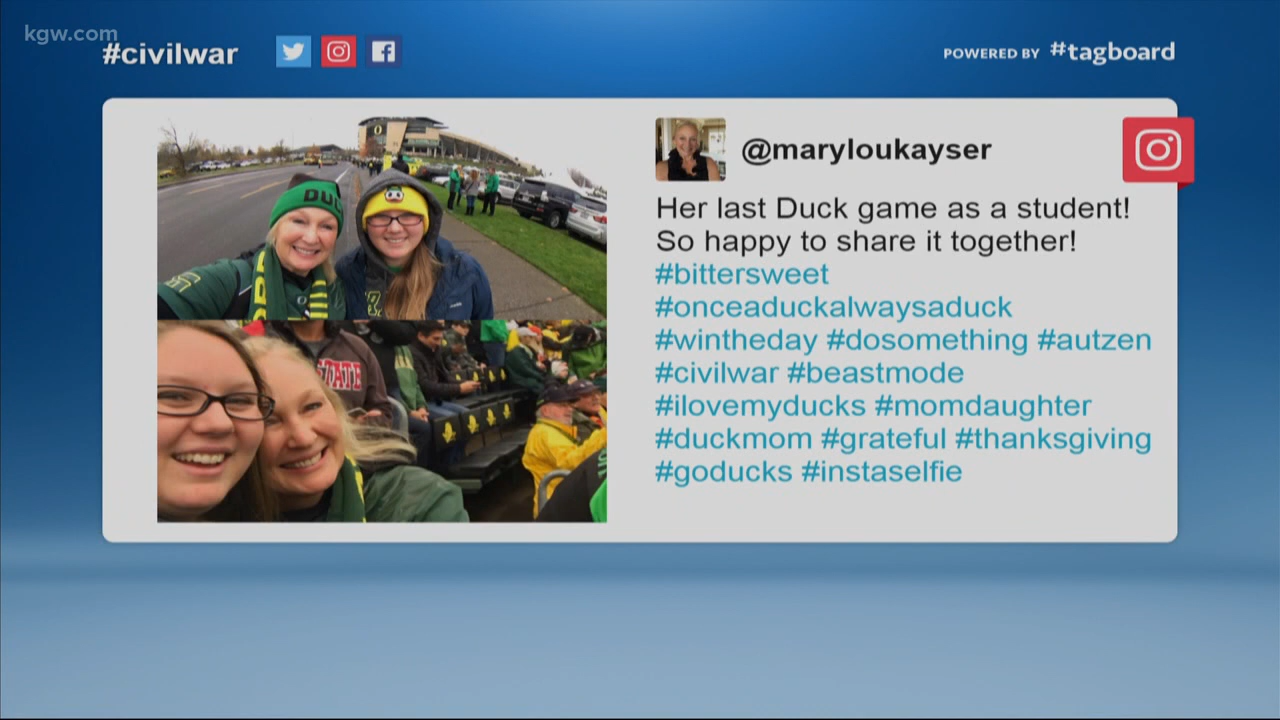 kgw.com
#civilwar
POWERED BY #tagboard
@maryloukayser
Her last Duck game as a student!
So happy to share it together!
#bittersweet
#onceaduckalwaysaduck
#wintheday #dosomething #autzen
#civilwar #beastmode
#ilovemyducks #momdaughter
#duckmom #grateful #thanksgiving
#goducks #instaselfie